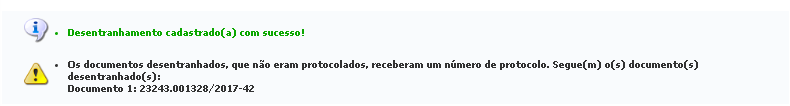 Desentranhamento cadastrado(a) com sucesso!
Os documentos desentranhados, que não eram protocolados, receberam um número de protocolo. Segue(m) o(s) documento(s)
desentranhado(s):
Documento 1: 23243.001328/2017-42